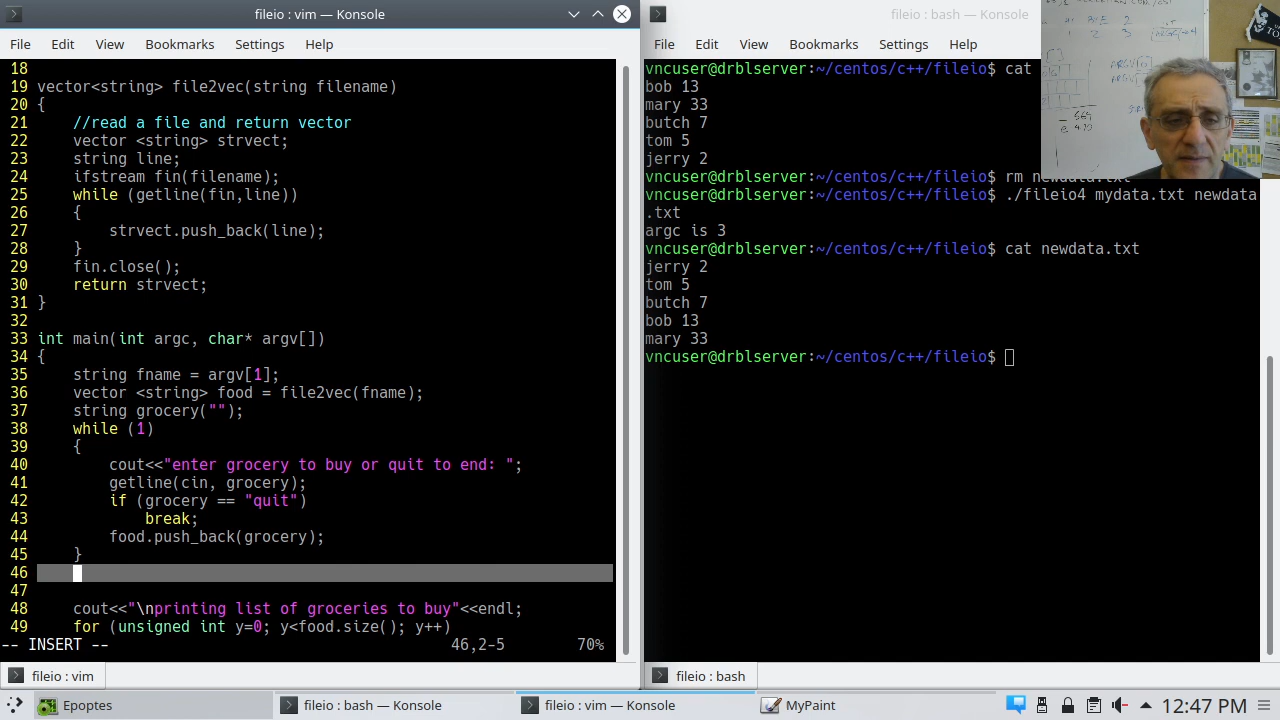 fileio : vim — Konsole
File Edit View Bookmarks Settings Help
18
19 vector<string> file2vec(string filename)
20 {
21     //read a file and return vector
22     vector <string> strvect;
23     string line;
24     ifstream fin(filename);
25     while (getline(fin,line))
26     {
27         strvect.push_back(line);
28     }
29     fin.close();
30     return strvect;
31 }
32
33 int main(int argc, char* argv[])
34 {
35     string fname = argv[1];
36     vector <string> food = file2vec(fname);
37     string grocery("");
38     while (1)
39     {
40         cout<<"enter grocery to buy or quit to end: ";
41         getline(cin, grocery);
42         if (grocery == "quit")
43             break;
44         food.push_back(grocery);
45     }
46
47
48     cout<<"\nprinting list of groceries to buy"<<endl;
49     for (unsigned int y=0; y<food.size(); y++)
-- INSERT -- 46,2-5 70%
fileio : vim
fileio : bash — Konsole
File Edit View Bookmarks Settings Help
vncuser@drblserver:~/centos/c++/fileio$ cat
bob 13
mary 33
butch 7
tom 5
jerry 2
vncuser@drblserver:~/centos/c++/fileio$ rm newdata.txt
vncuser@drblserver:~/centos/c++/fileio$ ./fileio4 mydata.txt newdata
.txt
argc is 3
vncuser@drblserver:~/centos/c++/fileio$ cat newdata.txt
jerry 2
tom 5
butch 7
bob 13
mary 33
vncuser@drblserver:~/centos/c++/fileio$
fileio : bash
Epoptes
fileio : bash — Konsole
fileio : vim — Konsole
MyPaint
12:47 PM